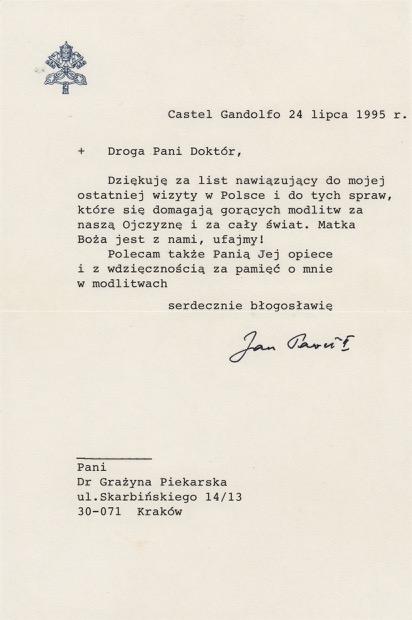 Castel Gandolfo 24 lipca 1995 r.
+ Droga Pani Doktór,
Dziękuję za list nawiązujący do mojej
ostatniej wizyty w Polsce i do tych spraw,
które się domagają gorących modlitw za
naszą Ojczyznę i za cały świat. Matka
Boża jest z nami, ufajmy!
Polecam także Panią Jej opiece
i z wdzięcznością za pamięć o mnie
w modlitwach
serdecznie błogosławię
Jan Paweł II
Pani
Dr Grażyna Piekarska
ul.Skarbińskiego 14/13
30-071 Kraków